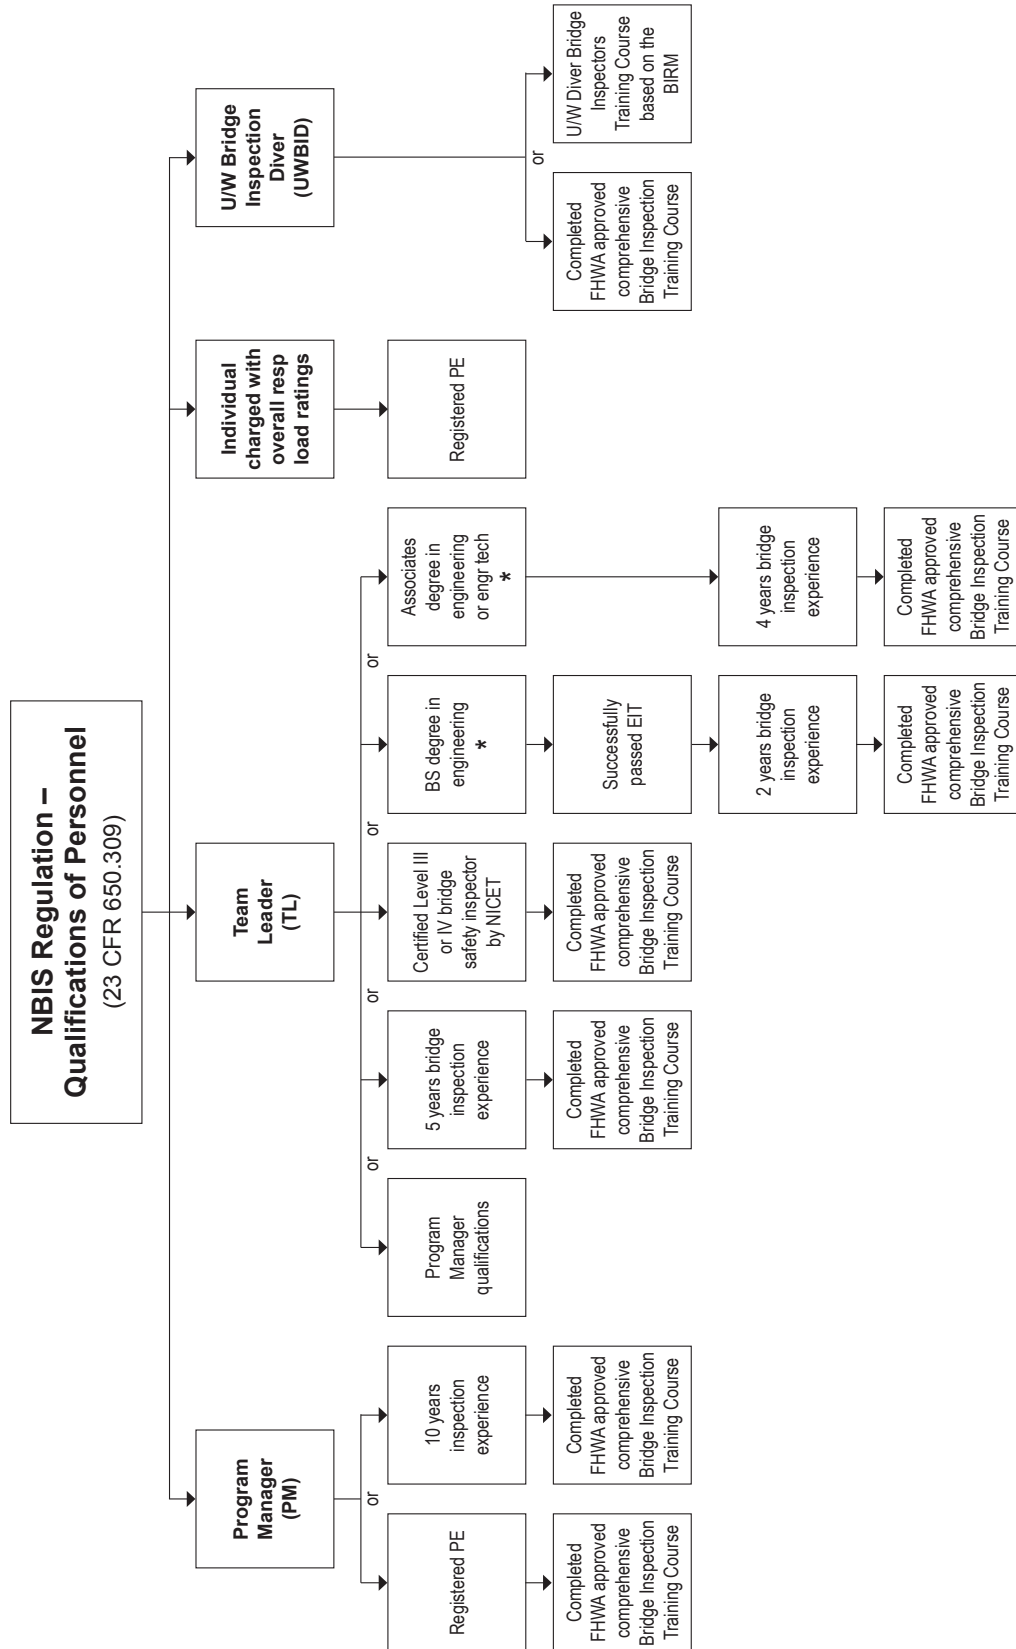 NBIS Regulation –
Qualifications of Personnel
(23 CFR 650.309)
Program
Manager
(PM)
Team
Leader
(TL)
Individual
charged with
overall resp
load ratings
U/W Bridge
Inspection
Diver
(UWBID)
or
Registered PE
10 years
inspection
experience
Completed
FHWA approved
comprehensive
Bridge Inspection
Training Course
Completed
FHWA approved
comprehensive
Bridge Inspection
Training Course
or
or
or
or
Program
Manager
qualifications
5 years bridge
inspection
experience
Completed
FHWA approved
comprehensive
Bridge Inspection
Training Course
Certified Level III
or IV bridge
safety inspector
by NICET
Completed
FHWA approved
comprehensive
Bridge Inspection
Training Course
BS degree in
engineering
*
Successfully
passed EIT
2 years bridge
inspection
experience
Completed
FHWA approved
comprehensive
Bridge Inspection
Training Course
Associates
degree in
engineering
or engr tech
*
4 years bridge
inspection
experience
Completed
FHWA approved
comprehensive
Bridge Inspection
Training Course
Registered PE
or
Completed
FHWA approved
comprehensive
Bridge Inspection
Training Course
U/W Diver Bridge
Inspectors
Training Course
based on the
BIRM